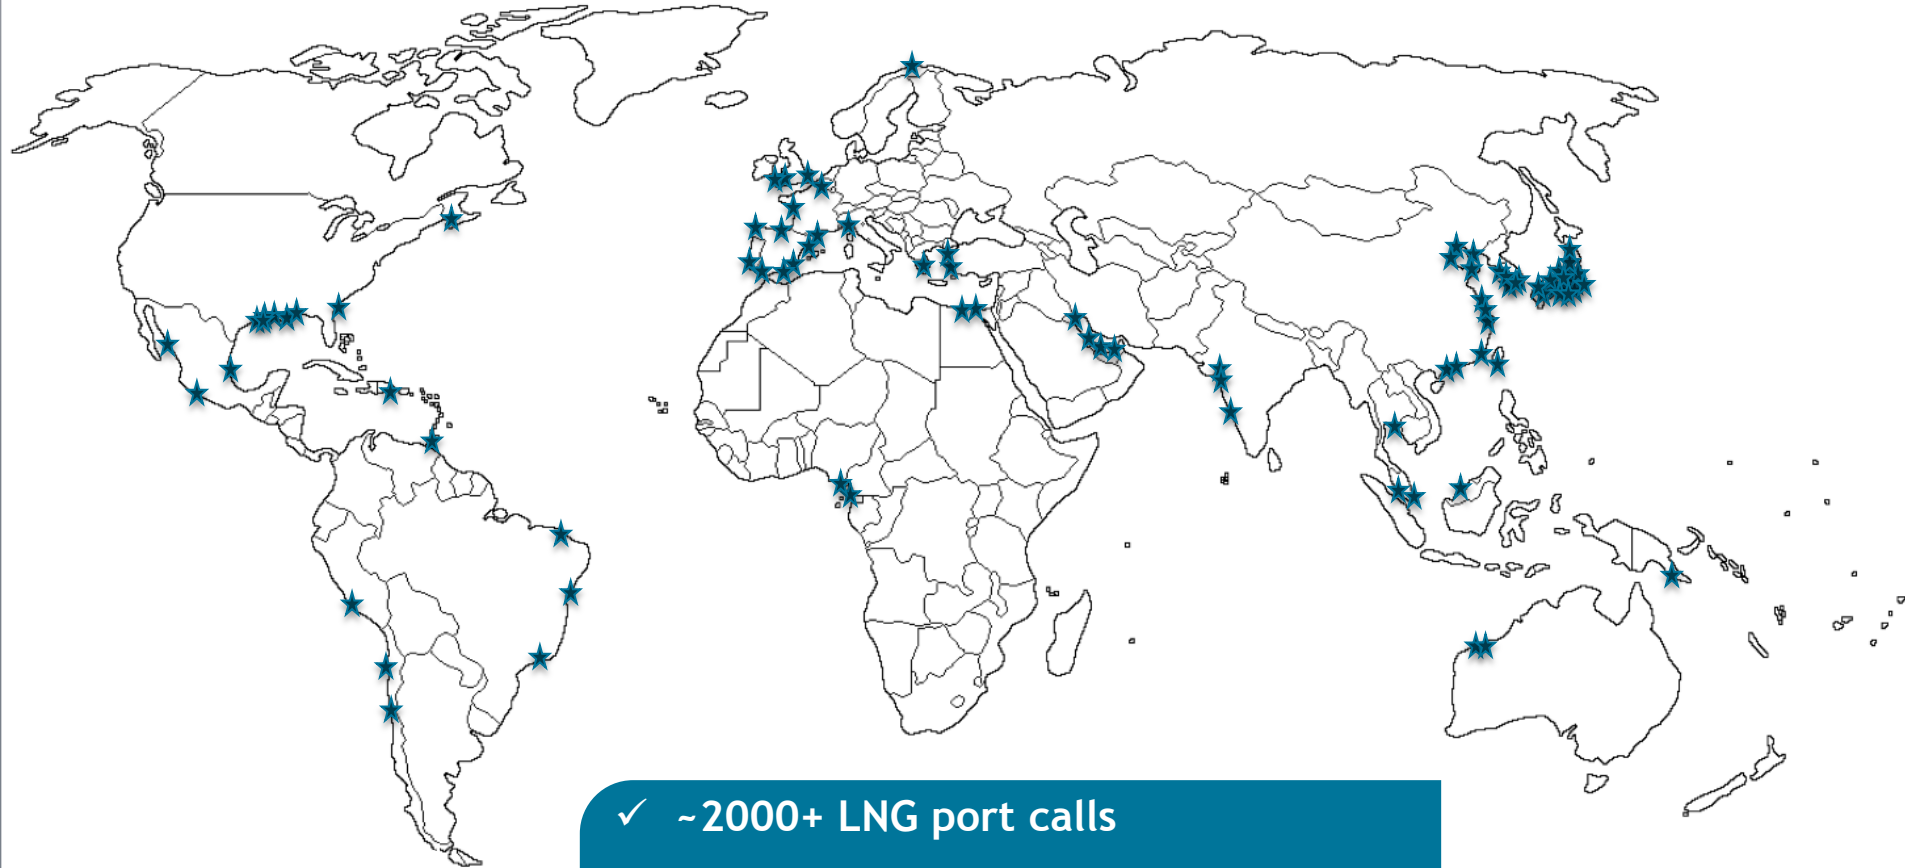 ✓ ~2000+ LNG port calls